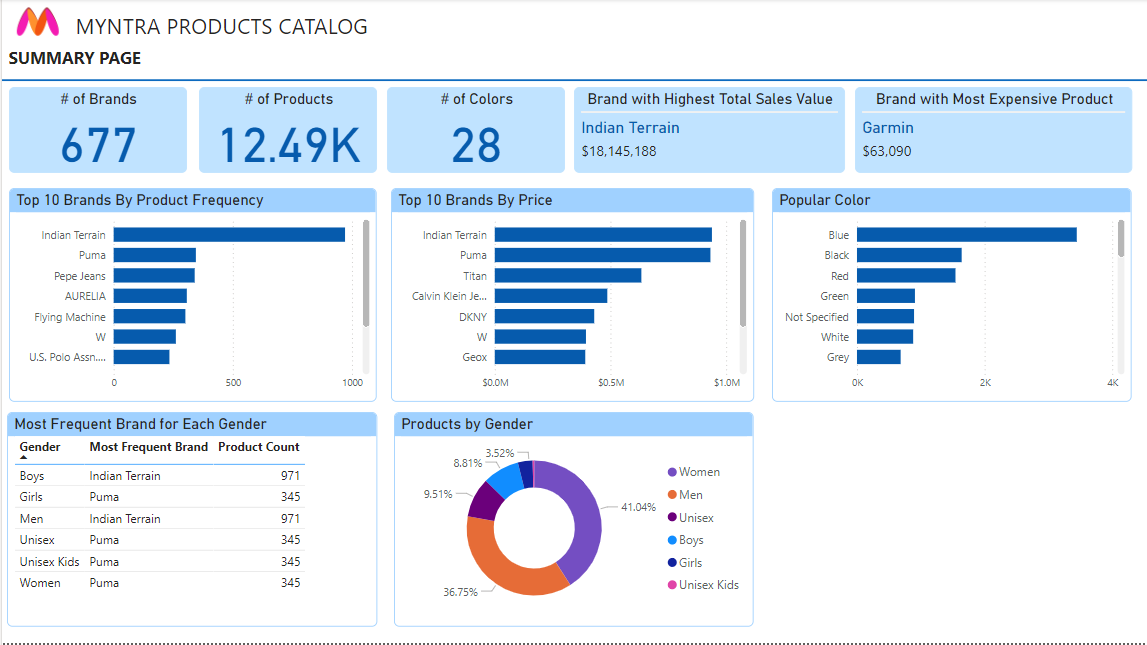 MYNTRA PRODUCTS CATALOG
SUMMARY PAGE
# of Brands
677
# of Products
12.49K
# of Colors
28
Brand with Highest Total Sales Value
Indian Terrain
$18,145,188
Brand with Most Expensive Product
Garmin
$63,090
Top 10 Brands By Product Frequency
Indian Terrain
Puma
Pepe Jeans
AURELIA
Flying Machine
W
U.S. Polo Assn....
0 500 1000
Top 10 Brands By Price
Indian Terrain
Puma
Titan
Calvin Klein Je...
DKNY
W
Geox
$0.0M $0.5M $1.0M
Popular Color
Blue
Black
Red
Green
Not Specified
White
Grey
0K 2K 4K
Most Frequent Brand for Each Gender
Gender Most Frequent Brand Product Count
Boys Indian Terrain 971
Girls Puma 345
Men Indian Terrain 971
Unisex Puma 345
Unisex Kids Puma 345
Women Puma 345
Products by Gender
3.52%
8.81%
9.51%
41.04%
36.75%
Women
Men
Unisex
Boys
Girls
Unisex Kids